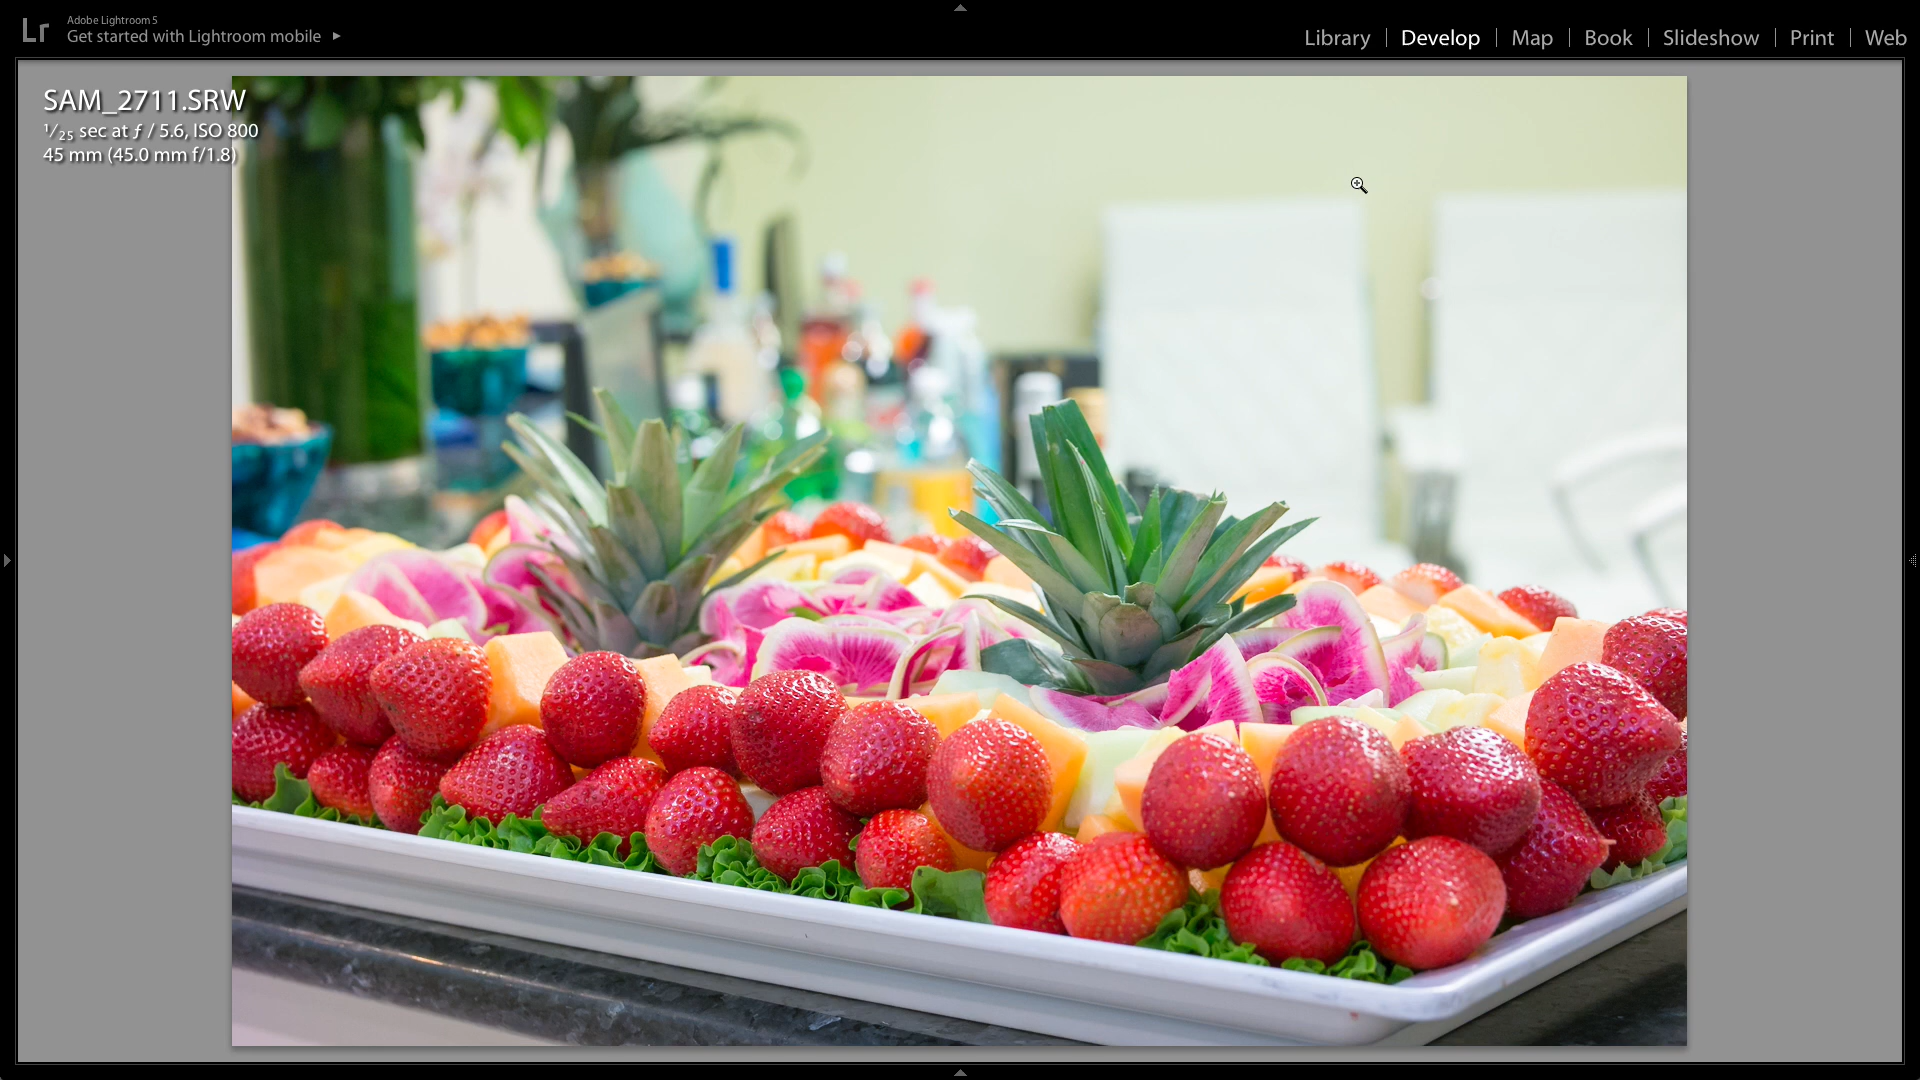 Lr
Adobe Lightroom 5
Get started with Lightroom mobile
Library | Develop | Map | Book | Slideshow | Print | Web
SAM_2711.SRW
1/25 sec at ƒ / 5.6, ISO 800
45 mm (45.0 mm f/1.8)